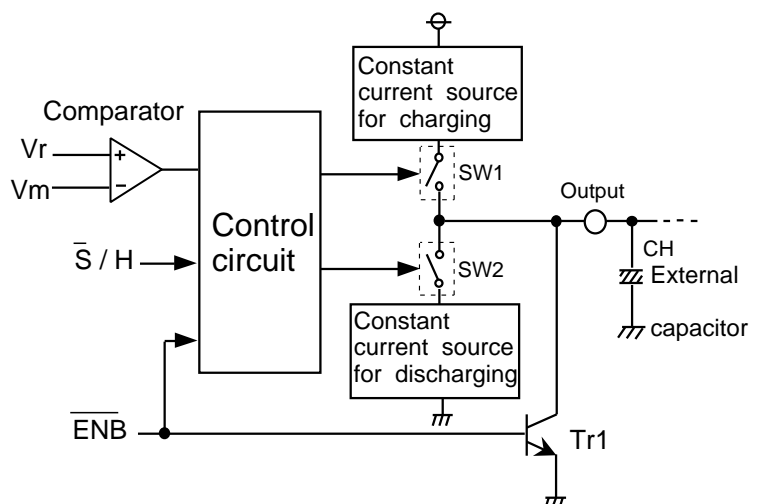 Constant
current source
for charging
Comparator
Vr
+
Vm
−
SW1
Output
Control
circuit
S̅ / H
SW2
CH
External
capacitor
Constant
current source
for discharging
E̅N̅B̅
Tr1